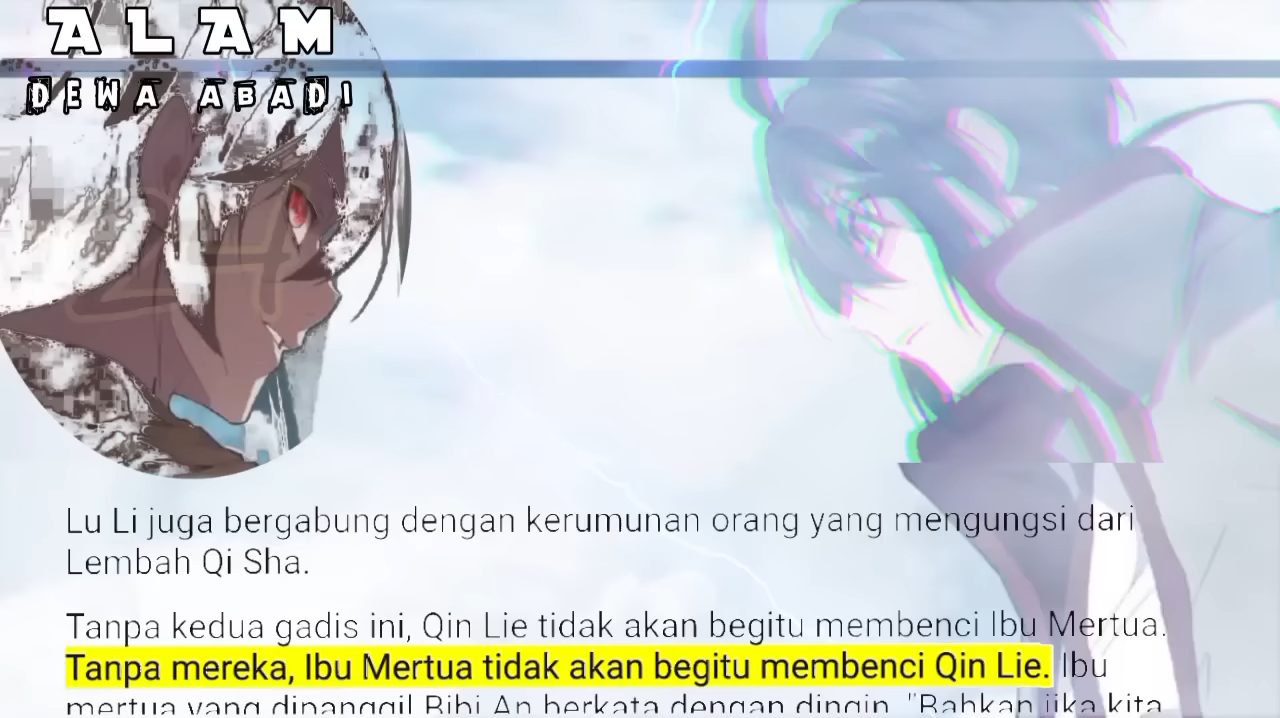 ALAM
DEWA ABADI
Lu Li juga bergabung dengan kerumunan orang yang mengungsi dari
Lembah Qi Sha.
Tanpa kedua gadis ini, Qin Lie tidak akan begitu membenci Ibu Mertua.
Tanpa mereka, Ibu Mertua tidak akan begitu membenci Qin Lie. Ibu
mertua yang dipanggil Bibi An berkata dengan dingin, "Bahkan jika kita